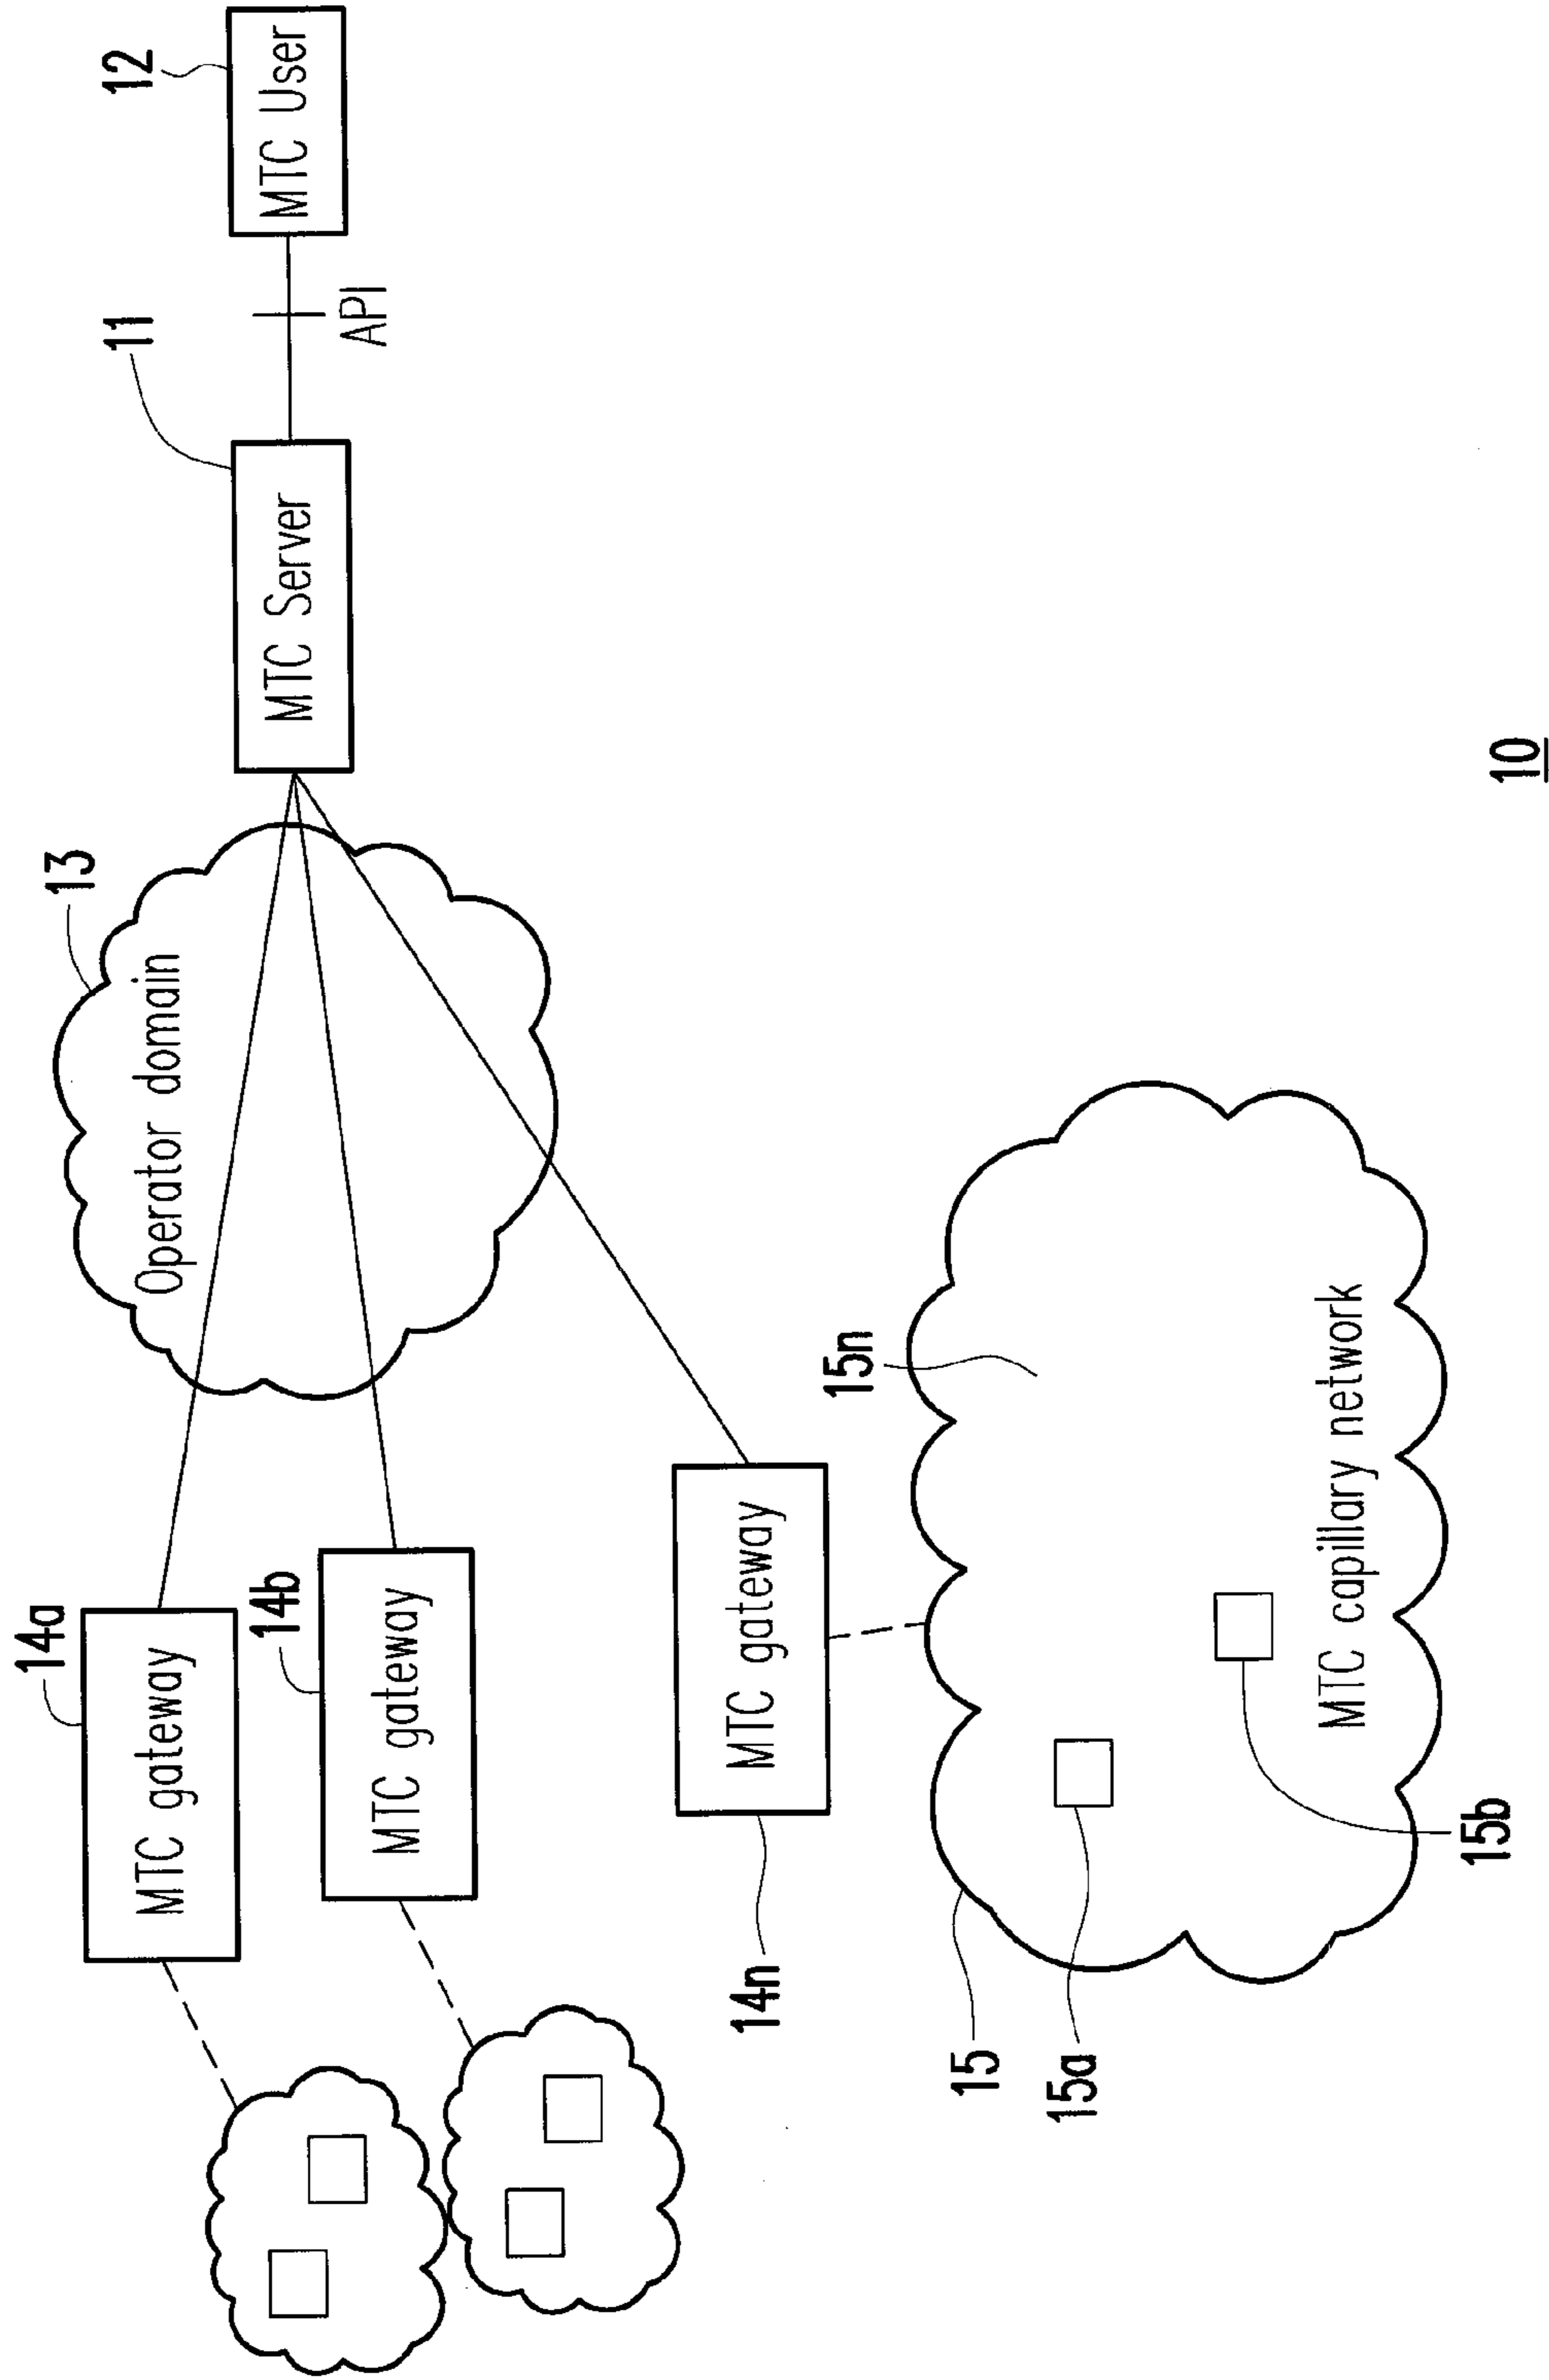 14a
MTC gateway
14b
MTC gateway
13
Operator domain
11
MTC Server
API
12
MTC User
14n
MTC gateway
15n
15
15a
15b
MTC capillary network
10